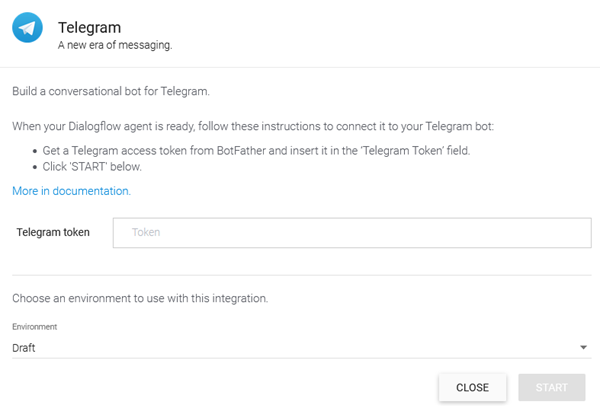 Telegram
A new era of messaging.
Build a conversational bot for Telegram.
When your Dialogflow agent is ready, follow these instructions to connect it to your Telegram bot:
• Get a Telegram access token from BotFather and insert it in the 'Telegram Token' field.
• Click 'START' below.
More in documentation.
Telegram token Token
Choose an environment to use with this integration.
Environment
Draft
CLOSE START